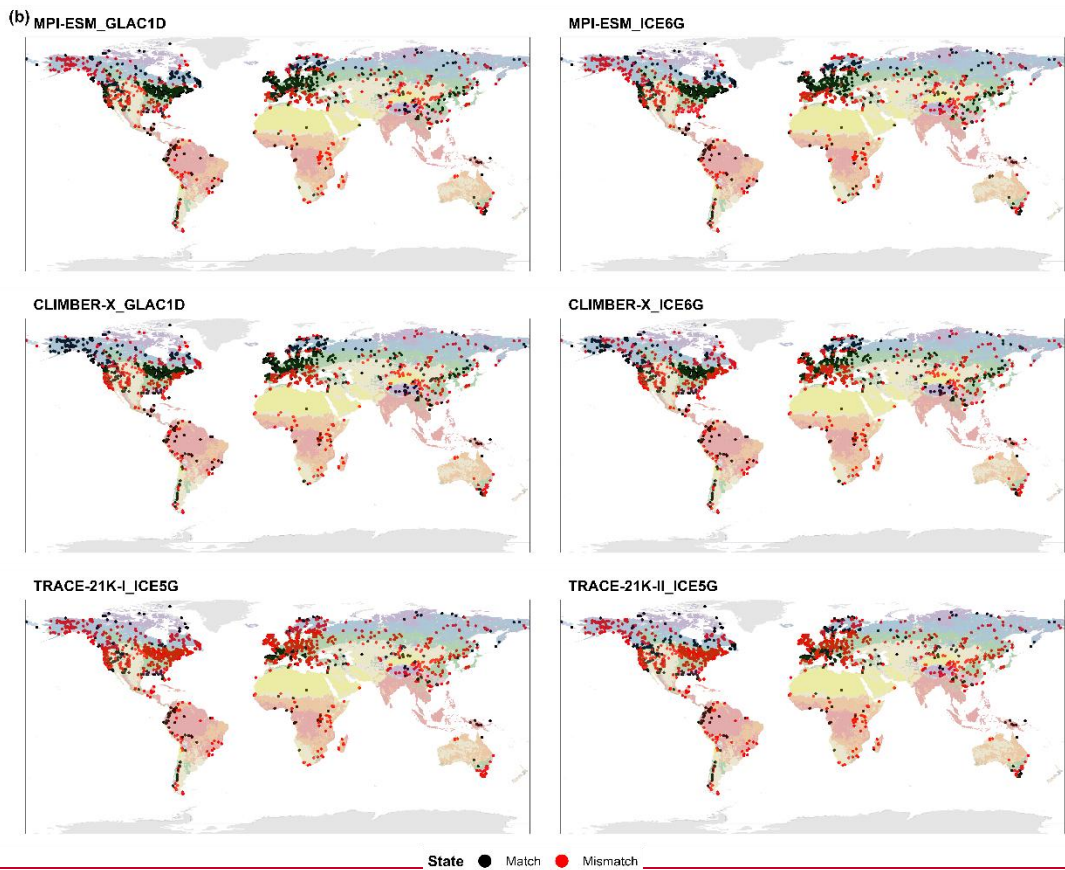 (b)
MPI-ESM_GLAC1D
MPI-ESM_ICE6G
CLIMBER-X_GLAC1D
CLIMBER-X_ICE6G
TRACE-21K-I_ICE5G
TRACE-21K-II_ICE5G
State Match Mismatch